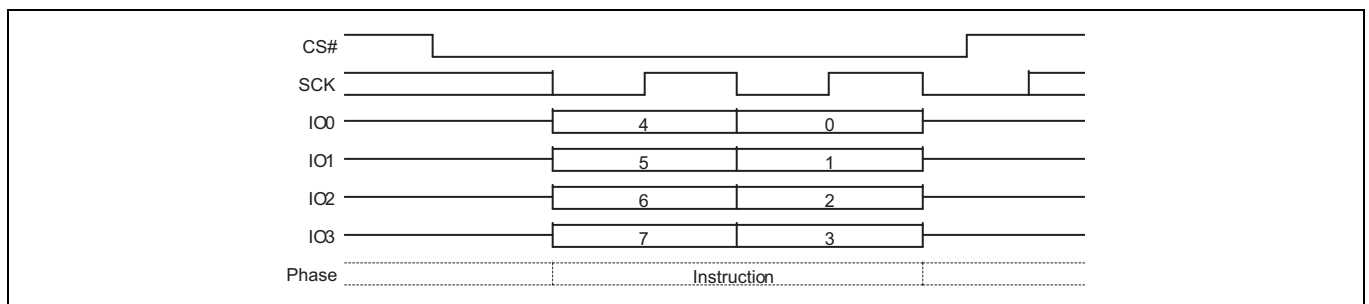 CS#
SCK
IO0 4 0
IO1 5 1
IO2 6 2
IO3 7 3
Phase Instruction